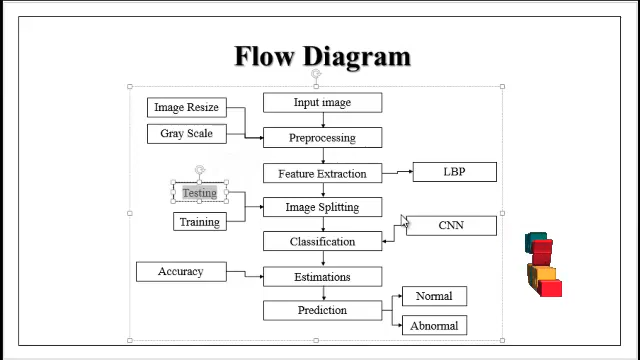 Flow Diagram
Input image
Image Resize
Gray Scale
Preprocessing
Feature Extraction
LBP
Testing
Image Splitting
Training
CNN
Classification
Accuracy
Estimations
Normal
Prediction
Abnormal